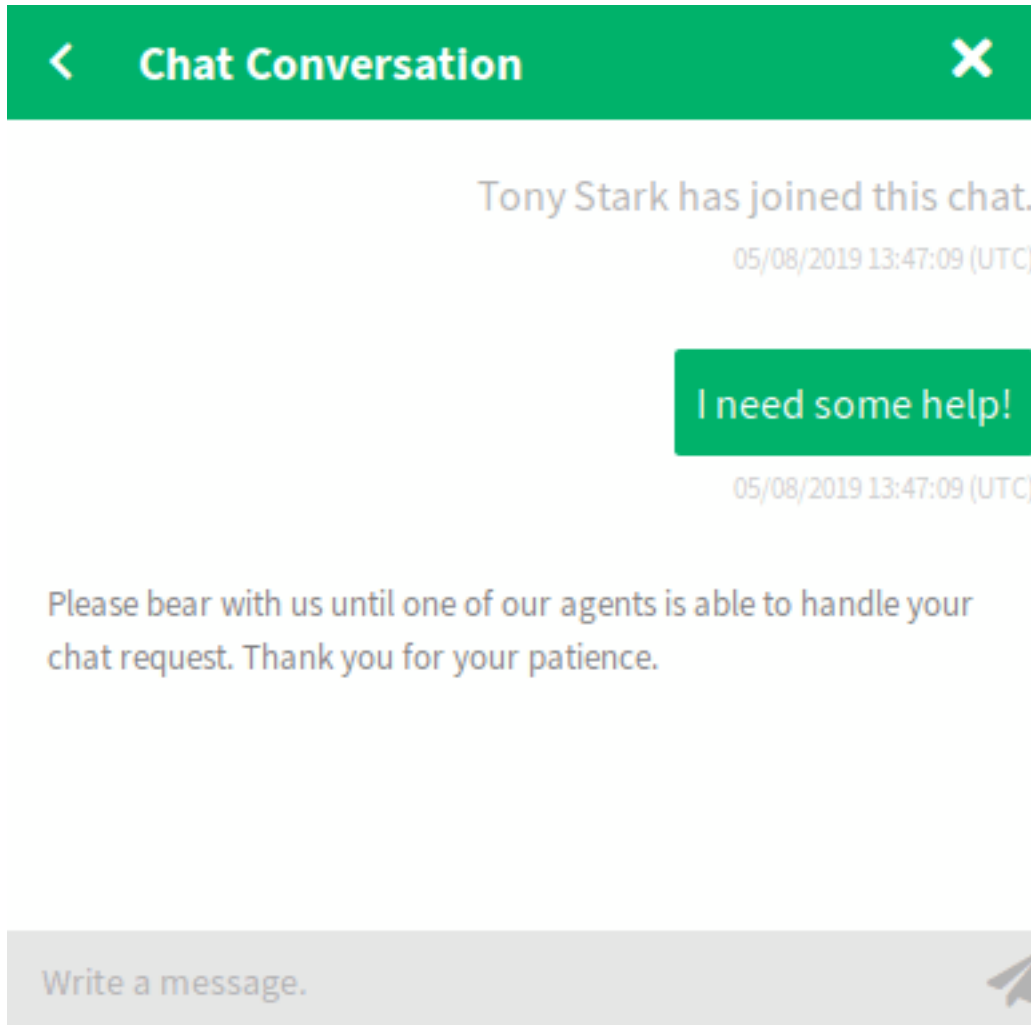 Chat Conversation
Tony Stark has joined this chat.
05/08/2019 13:47:09 (UTC)
I need some help!
05/08/2019 13:47:09 (UTC)
Please bear with us until one of our agents is able to handle your
chat request. Thank you for your patience.
Write a message.